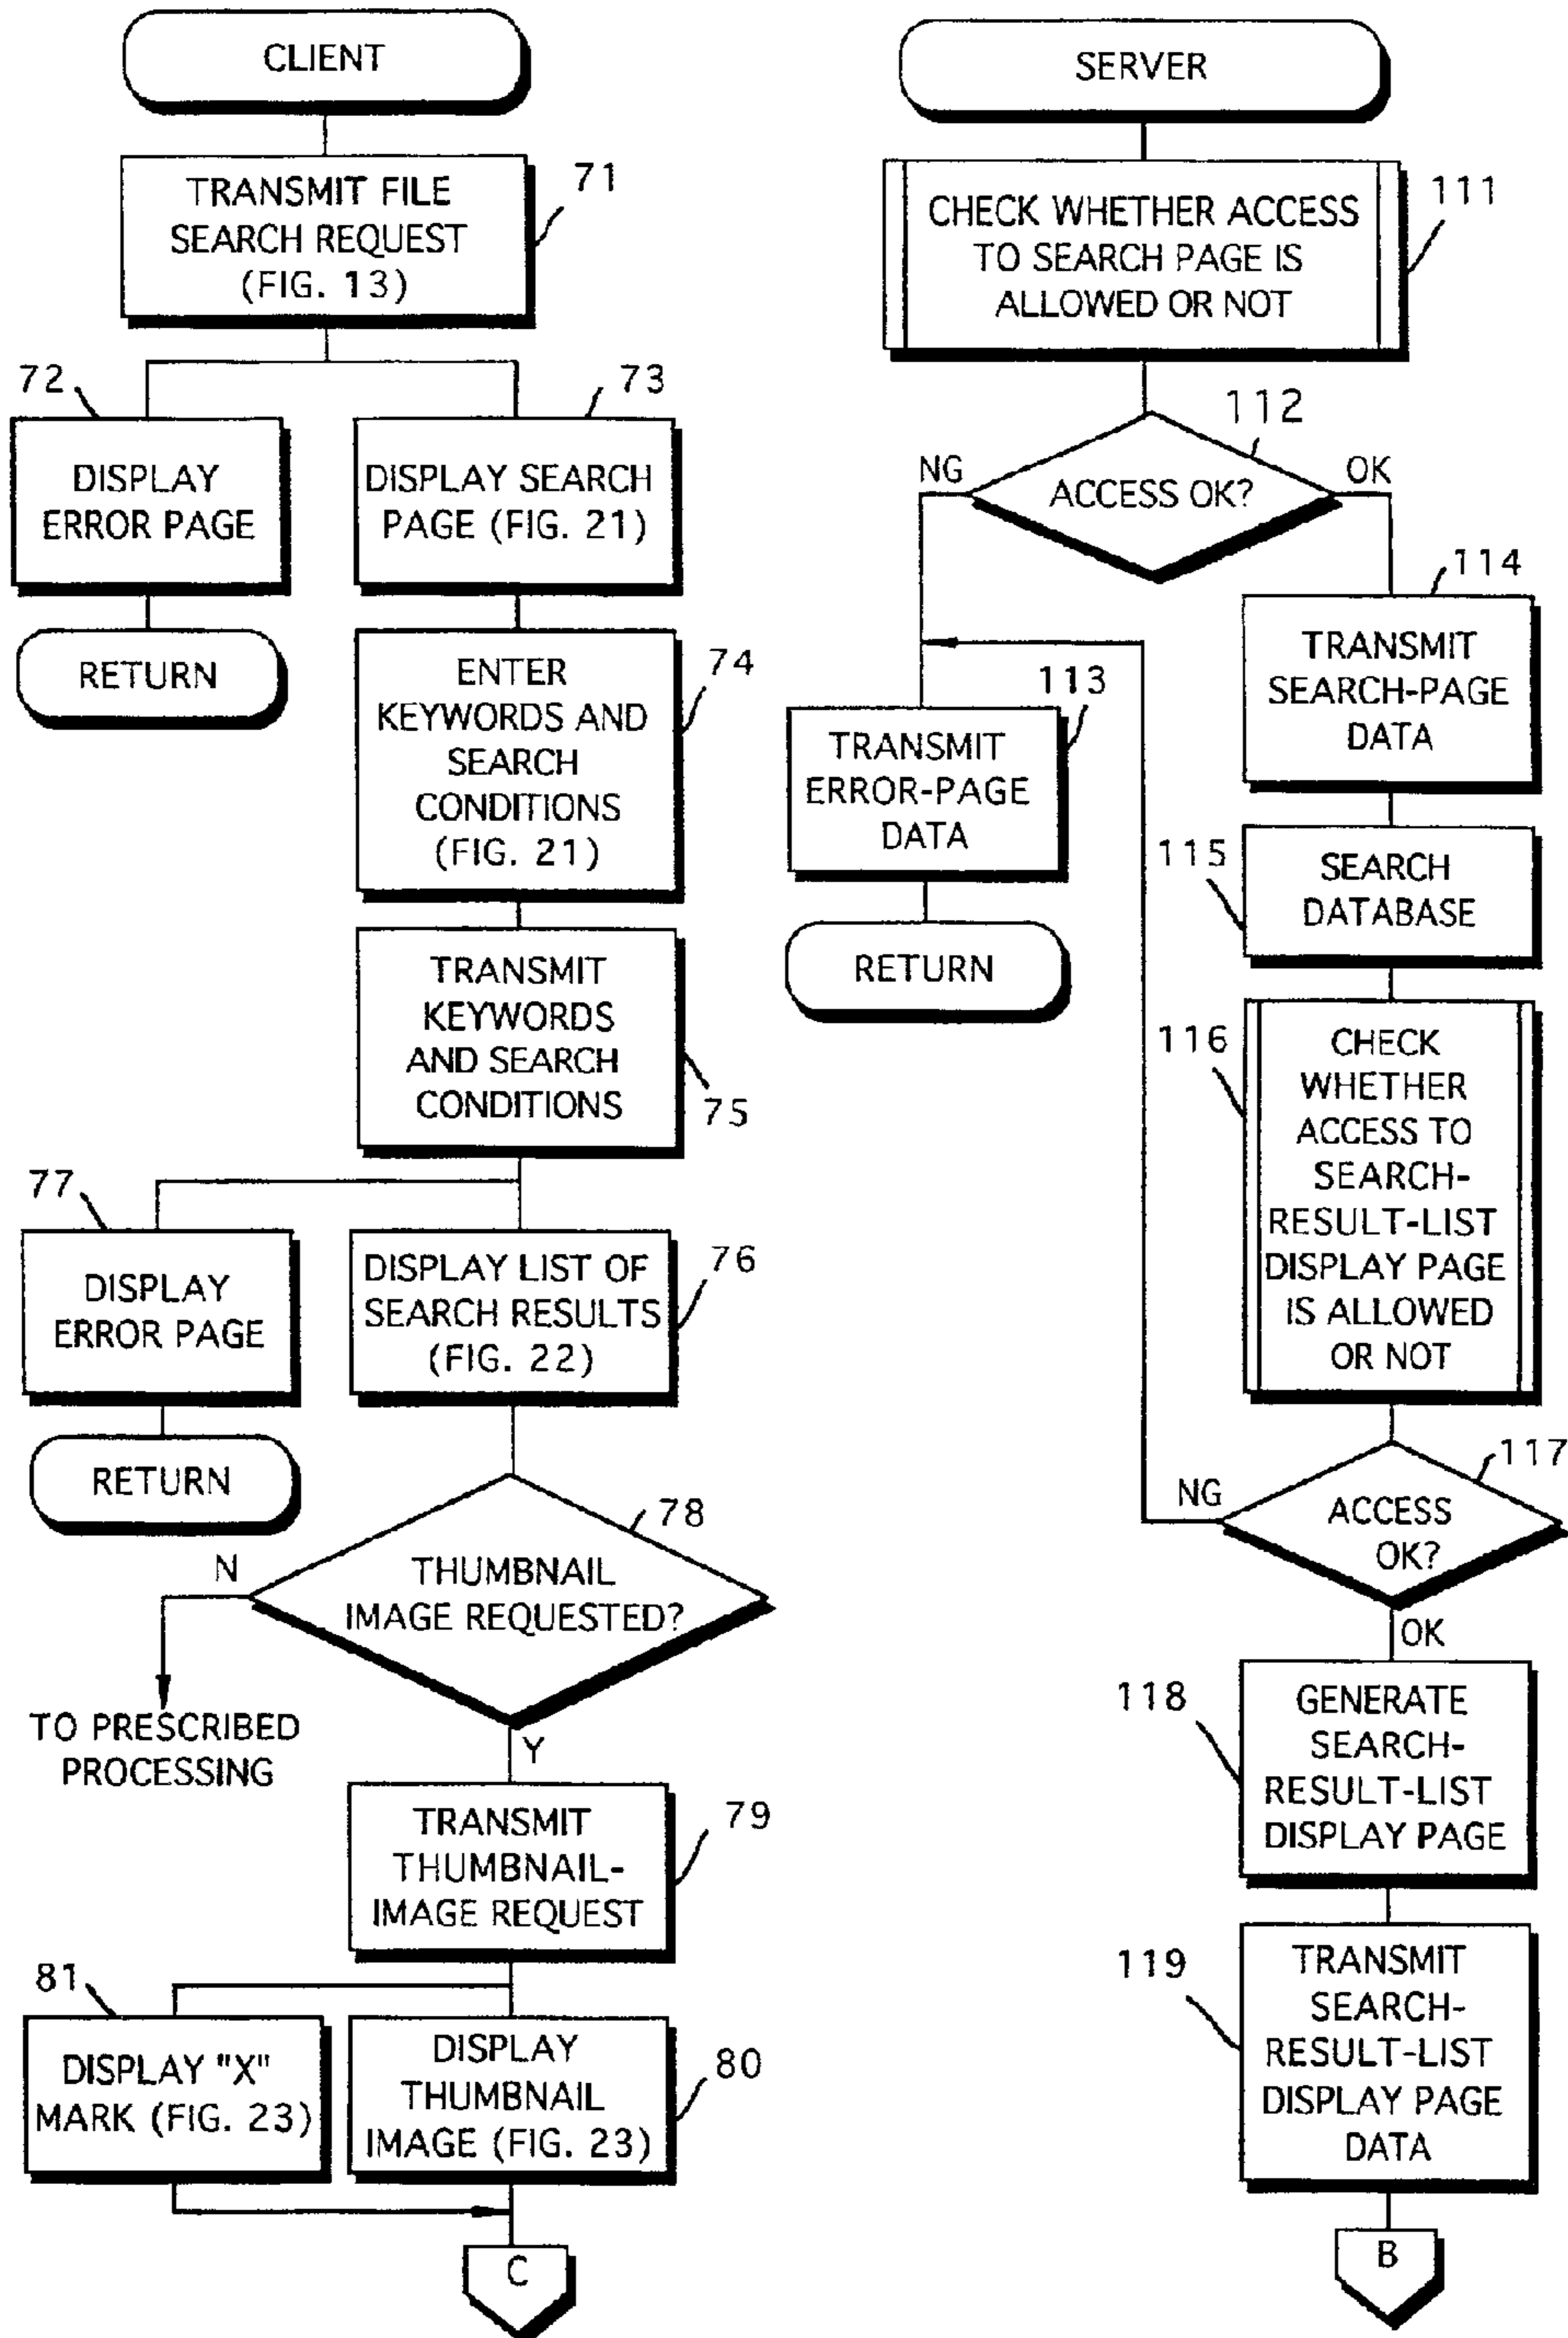 CLIENT
TRANSMIT FILE
SEARCH REQUEST
(FIG. 13)
71
72
DISPLAY
ERROR PAGE
RETURN
73
DISPLAY SEARCH
PAGE (FIG. 21)
ENTER
KEYWORDS AND
SEARCH
CONDITIONS
(FIG. 21)
74
TRANSMIT
KEYWORDS
AND SEARCH
CONDITIONS
75
77
DISPLAY
ERROR PAGE
RETURN
DISPLAY LIST OF
SEARCH RESULTS
(FIG. 22)
76
78
THUMBNAIL
IMAGE REQUESTED?
N
TO PRESCRIBED
PROCESSING
Y
TRANSMIT
THUMBNAIL-
IMAGE REQUEST
79
81
DISPLAY "X"
MARK (FIG. 23)
DISPLAY
THUMBNAIL
IMAGE (FIG. 23)
80
C
SERVER
CHECK WHETHER ACCESS
TO SEARCH PAGE IS
ALLOWED OR NOT
111
112
NG
ACCESS OK?
OK
113
TRANSMIT
ERROR-PAGE
DATA
RETURN
114
TRANSMIT
SEARCH-PAGE
DATA
115
SEARCH
DATABASE
116
CHECK
WHETHER
ACCESS TO
SEARCH-
RESULT-LIST
DISPLAY PAGE
IS ALLOWED
OR NOT
117
NG
ACCESS
OK?
OK
118
GENERATE
SEARCH-
RESULT-LIST
DISPLAY PAGE
119
TRANSMIT
SEARCH-
RESULT-LIST
DISPLAY PAGE
DATA
B